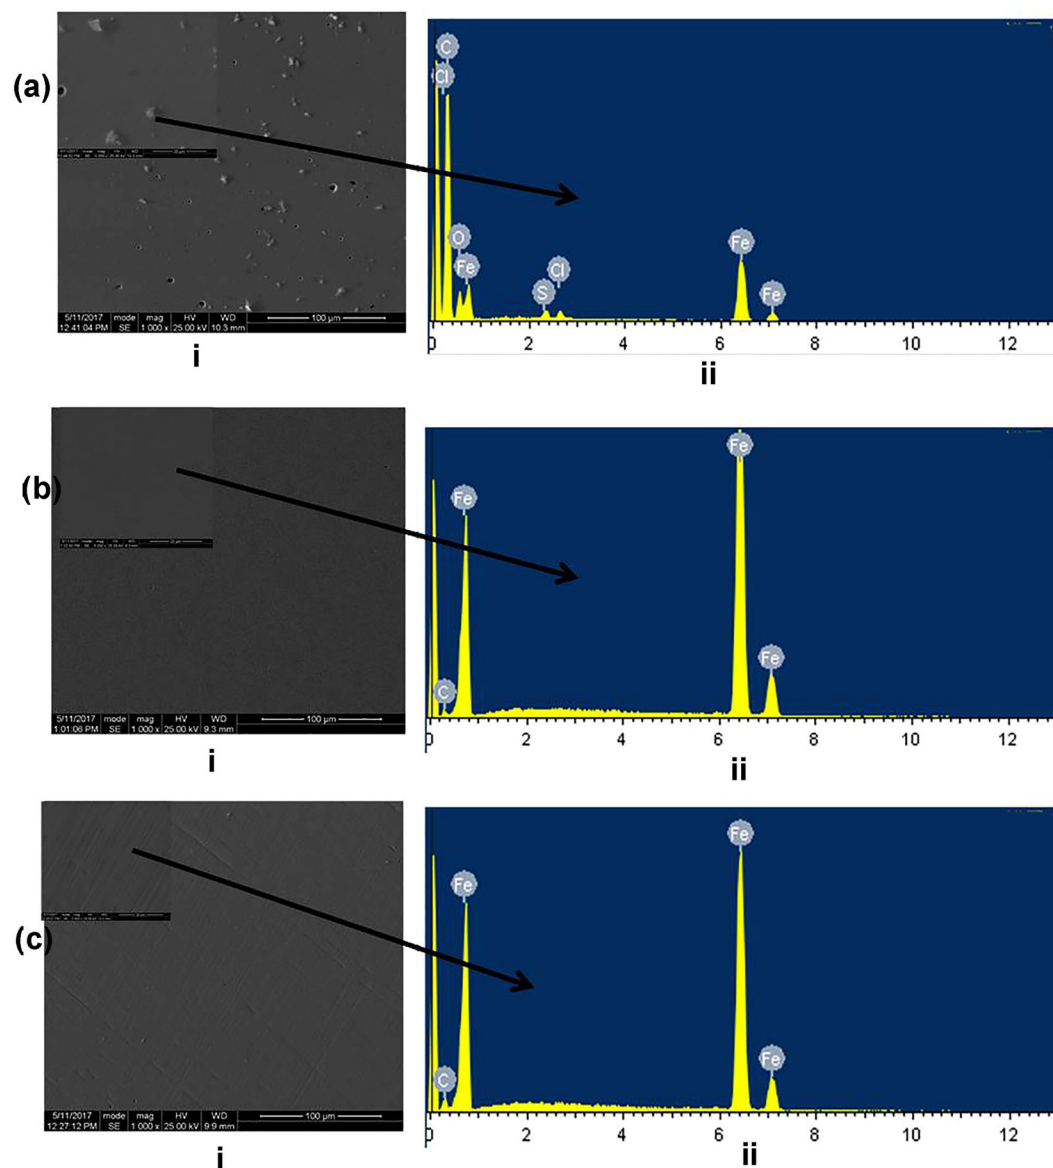 (a)
5/11/2017 mode mag HV WD
12:41:04 PM SE 1 000 x 25.00 kV 10.3 mm 100 µm
i
C
Cl
O
Fe
S
Cl
Fe
Fe
0 2 4 6 8 10 12
ii
(b)
5/11/2017 mode mag HV WD
1:01:06 PM SE 1 000 x 25.00 kV 9.3 mm 100 µm
i
Fe
C
Fe
Fe
0 2 4 6 8 10 12
ii
(c)
5/11/2017 mode mag HV WD
12:27:12 PM SE 1 000 x 25.00 kV 9.9 mm 100 µm
i
Fe
C
Fe
Fe
0 2 4 6 8 10 12
ii